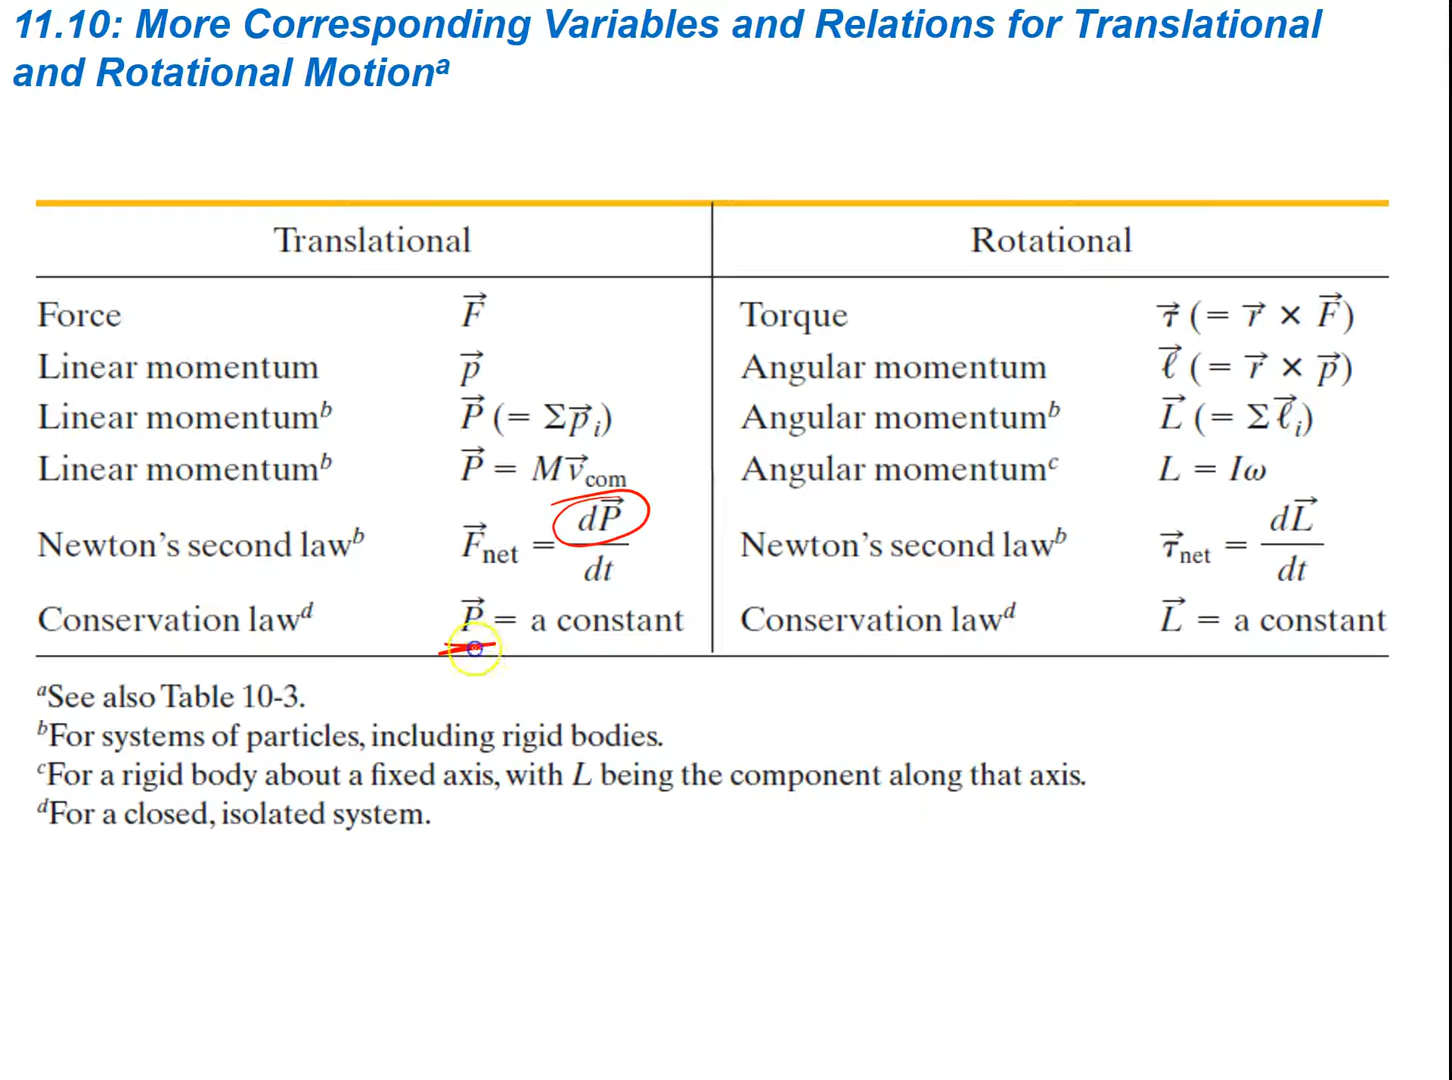 11.10: More Corresponding Variables and Relations for Translational
and Rotational Motionᵃ
Translational Rotational
Force F⃗ Torque τ⃗ (= r⃗ × F⃗)
Linear momentum p⃗ Angular momentum ℓ⃗ (= r⃗ × p⃗)
Linear momentumᵇ P⃗ (= Σp⃗ᵢ) Angular momentumᵇ L⃗ (= Σℓ⃗ᵢ)
Linear momentumᵇ P⃗ = Mv⃗com Angular momentumᶜ L = Iω
Newton’s second lawᵇ F⃗net = dP⃗/dt Newton’s second lawᵇ τ⃗net = dL⃗/dt
Conservation lawᵈ P⃗ = a constant Conservation lawᵈ L⃗ = a constant
ᵃSee also Table 10-3.
ᵇFor systems of particles, including rigid bodies.
ᶜFor a rigid body about a fixed axis, with L being the component along that axis.
ᵈFor a closed, isolated system.